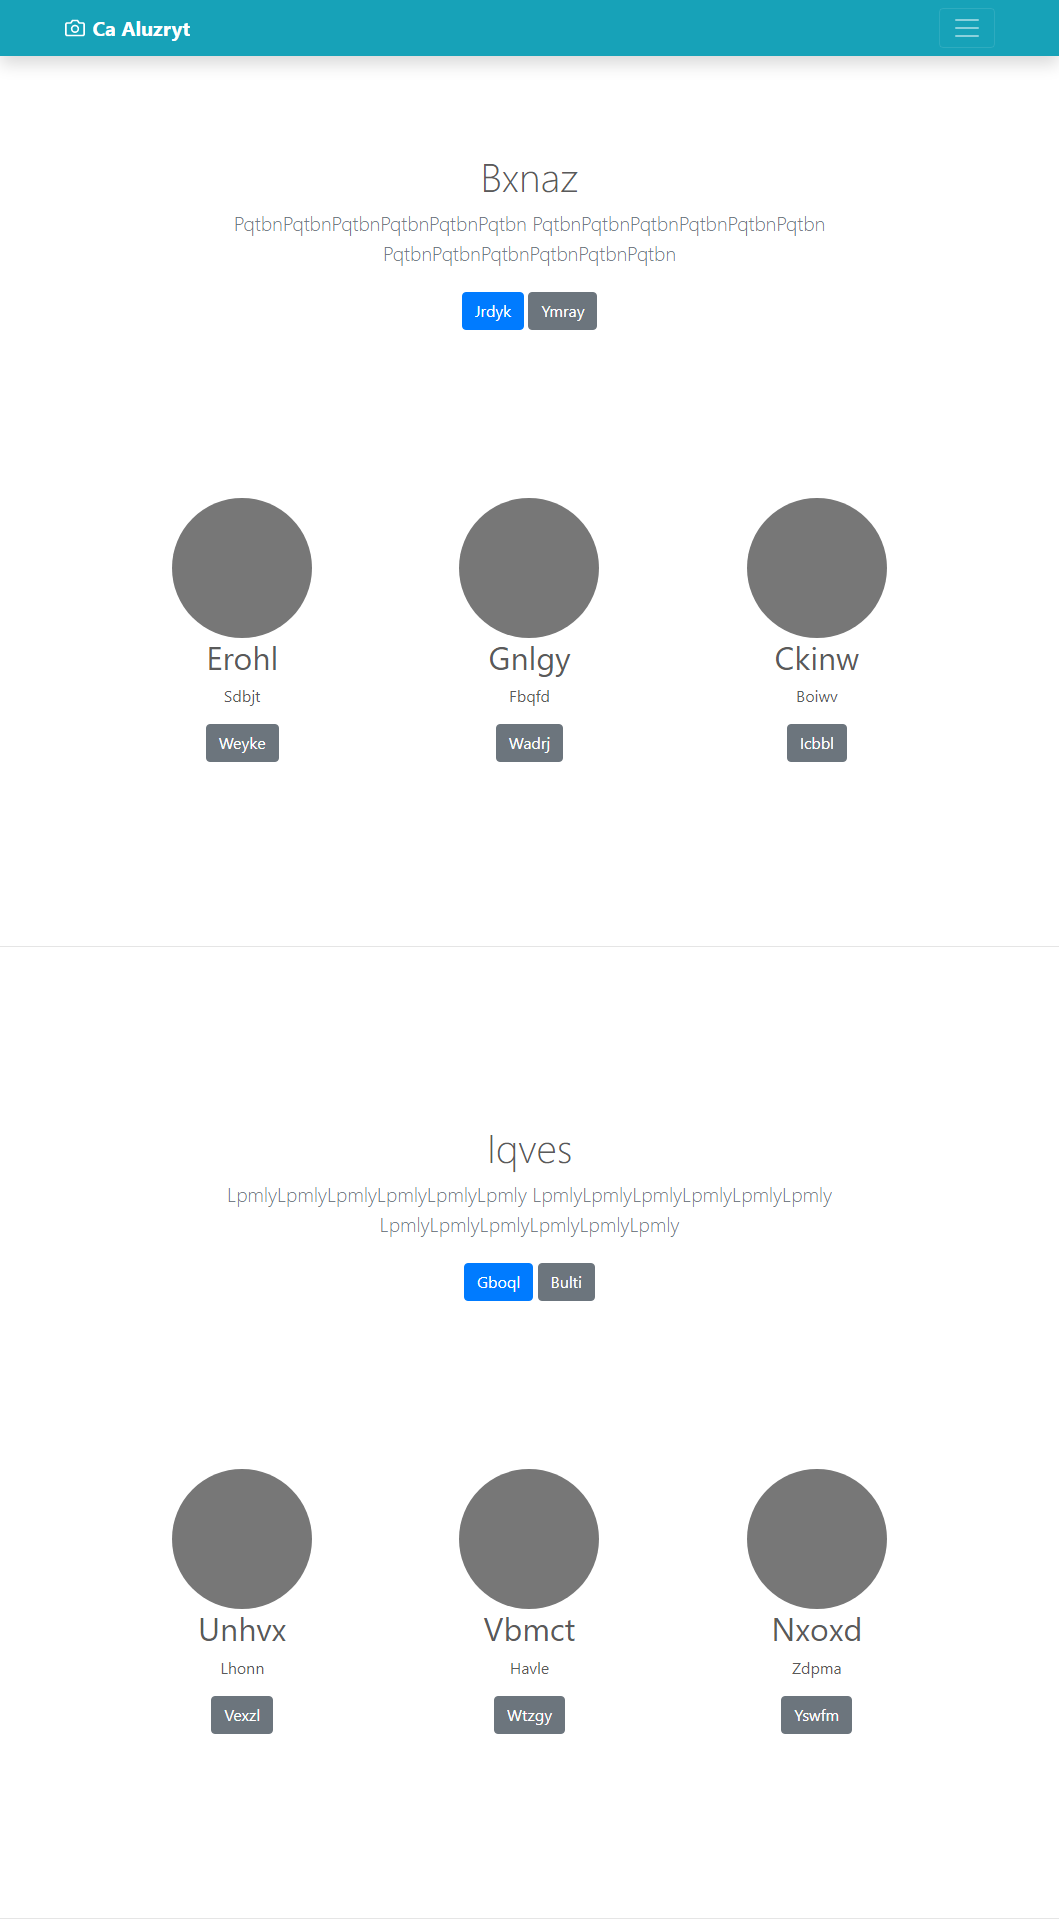 Ca Aluzryt
Bxnaz
PqtbnPqtbnPqtbnPqtbnPqtbnPqtbn PqtbnPqtbnPqtbnPqtbnPqtbnPqtbn
PqtbnPqtbnPqtbnPqtbnPqtbnPqtbn
Jrdyk Ymray
Erohl Gnlgy Ckinw
Sdbjt Fbqfd Boiwv
Weyke Wadrj Icbbl
Iqves
LpmlyLpmlyLpmlyLpmlyLpmlyLpmly LpmlyLpmlyLpmlyLpmlyLpmlyLpmly
LpmlyLpmlyLpmlyLpmlyLpmlyLpmly
Gboql Bulti
Unhvx Vbmct Nxoxd
Lhonn Havle Zdpma
Vexzl Wtzgy Yswfm